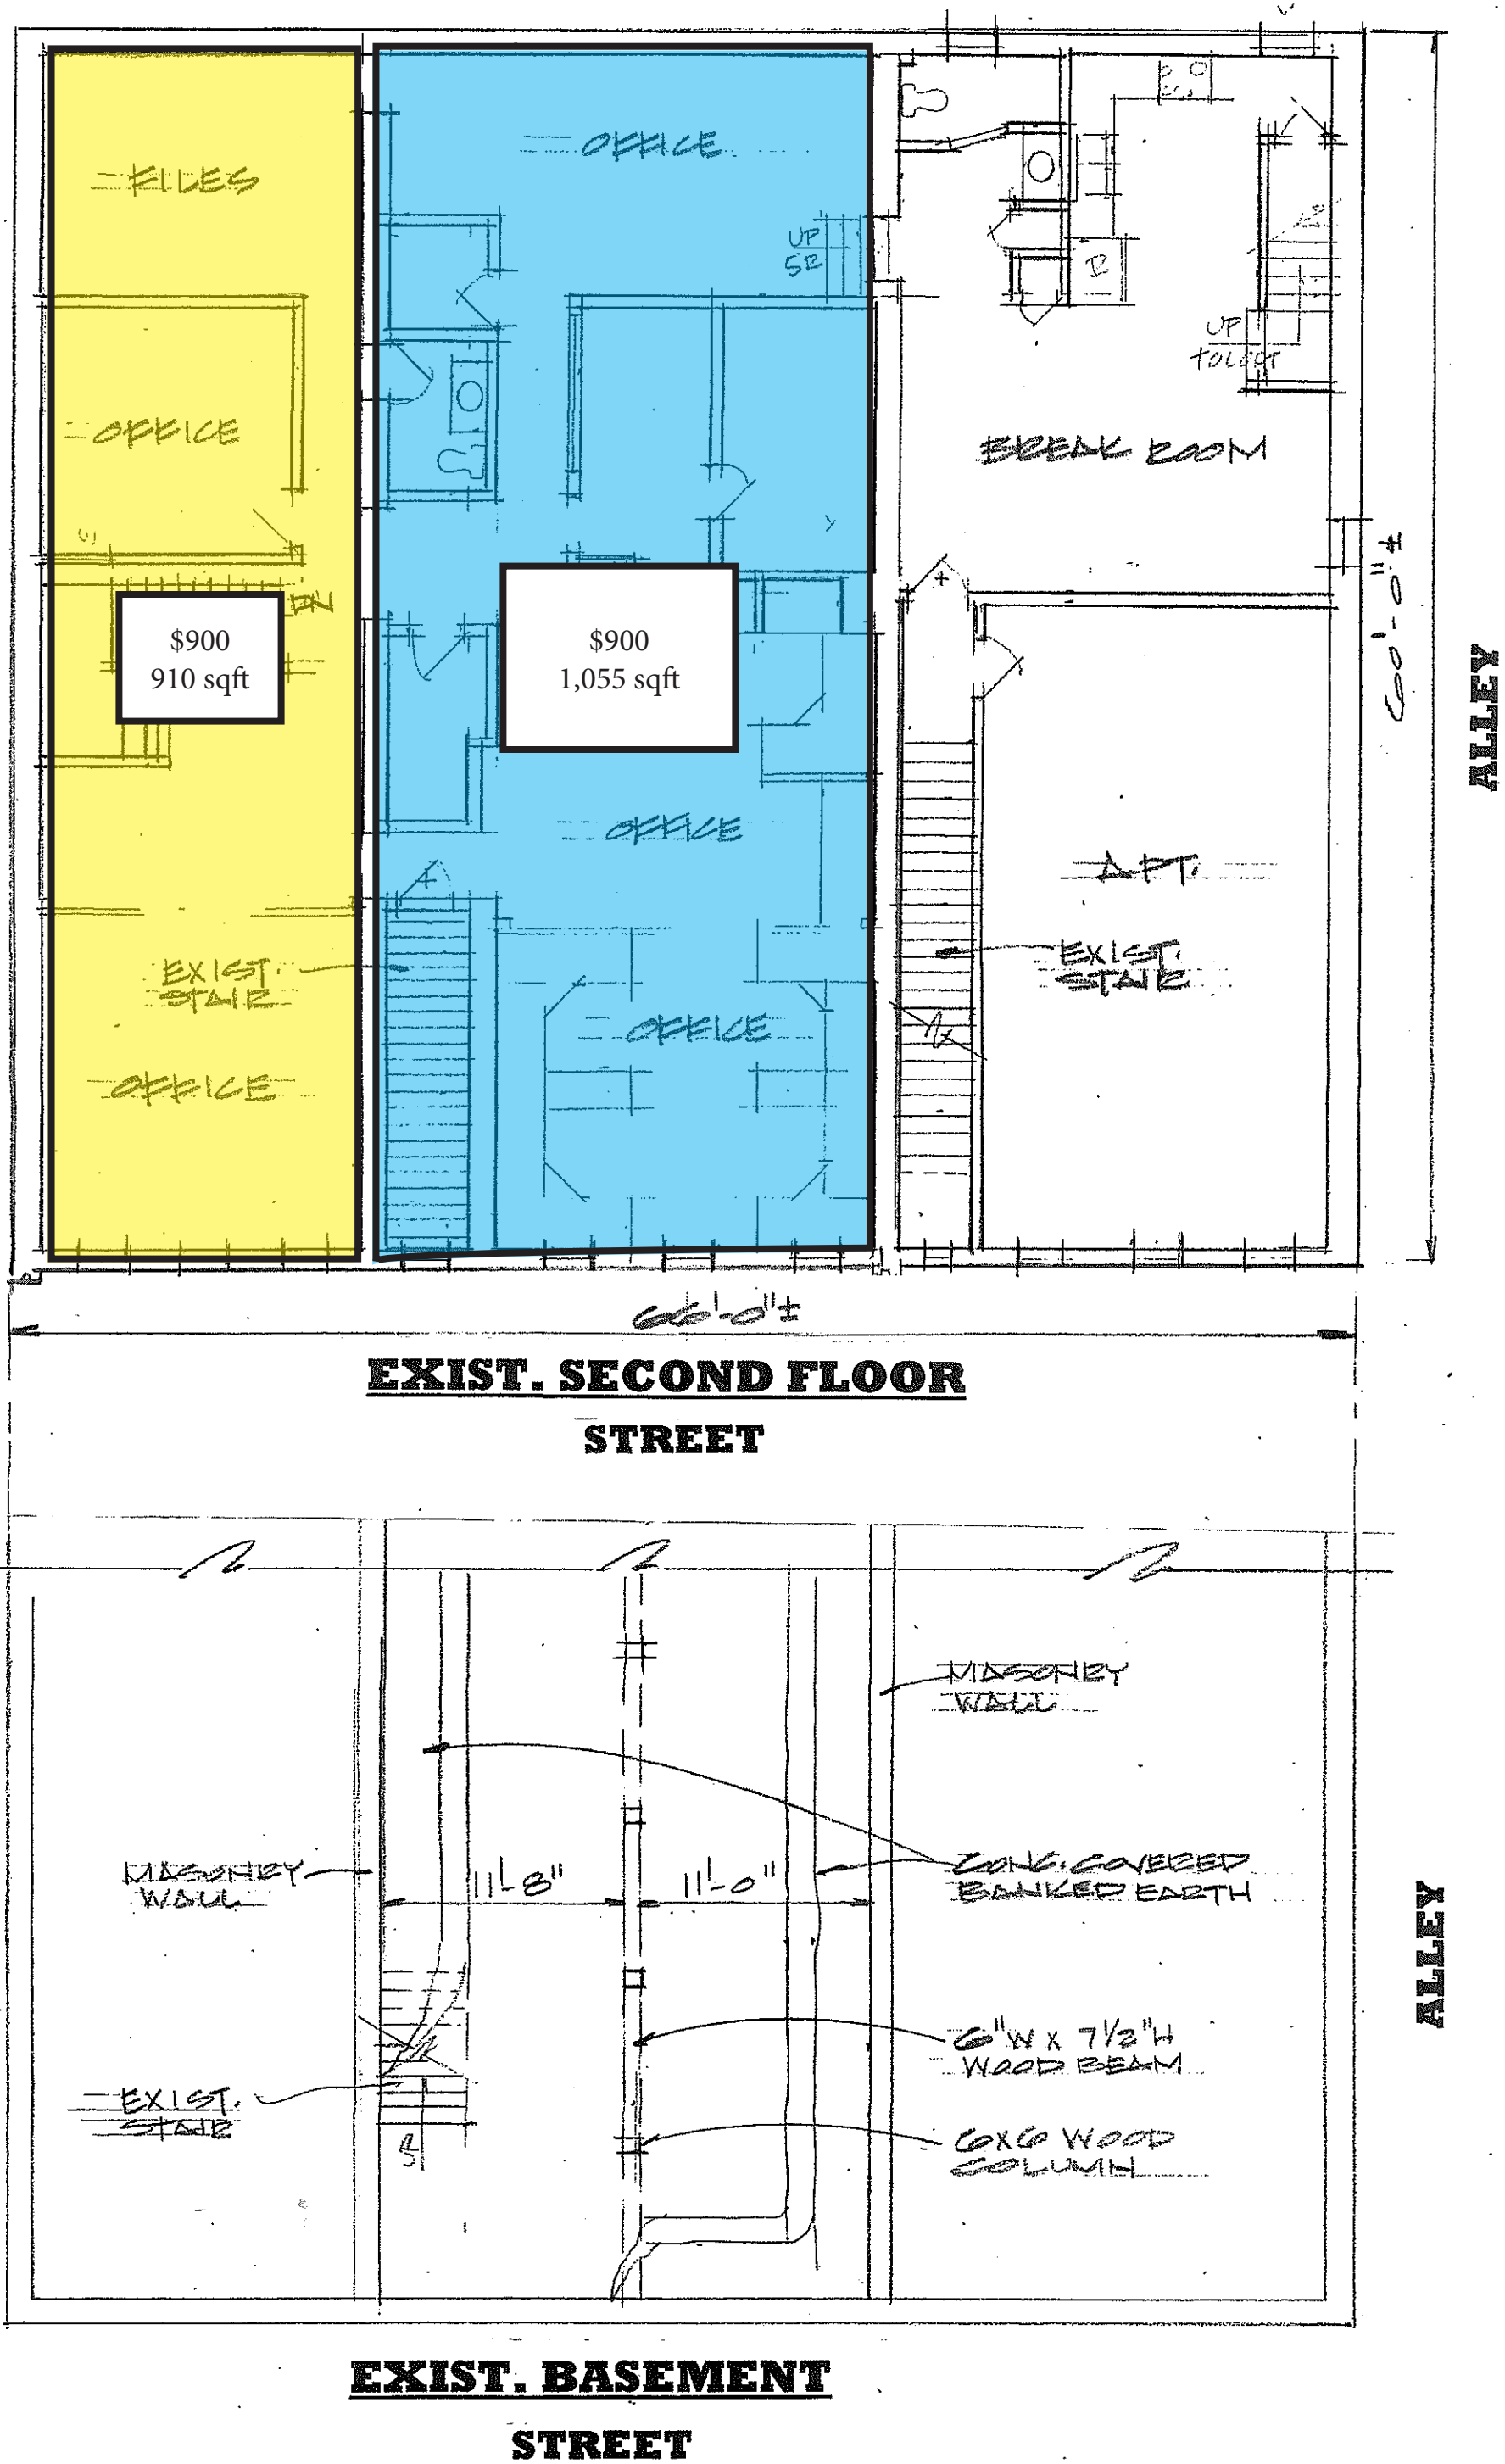 OFFICE
FILES
UP
5R
R
UP
TO LOFT
OFFICE
BREAK ROOM
60'-0"±
ALLEY
DN
$900
910 sqft
$900
1,055 sqft
OFFICE
APT.
EXIST.
STAIR
EXIST.
STAIR
OFFICE
OFFICE
66'-0"±
EXIST. SECOND FLOOR
STREET
MASONRY
WALL
MASONRY
WALL
11'-8"
11'-0"
CONC. COVERED
BANKED EARTH
ALLEY
6"W X 7 1/2"H
WOOD BEAM
EXIST.
STAIR
6X6 WOOD
COLUMN
EXIST. BASEMENT
STREET